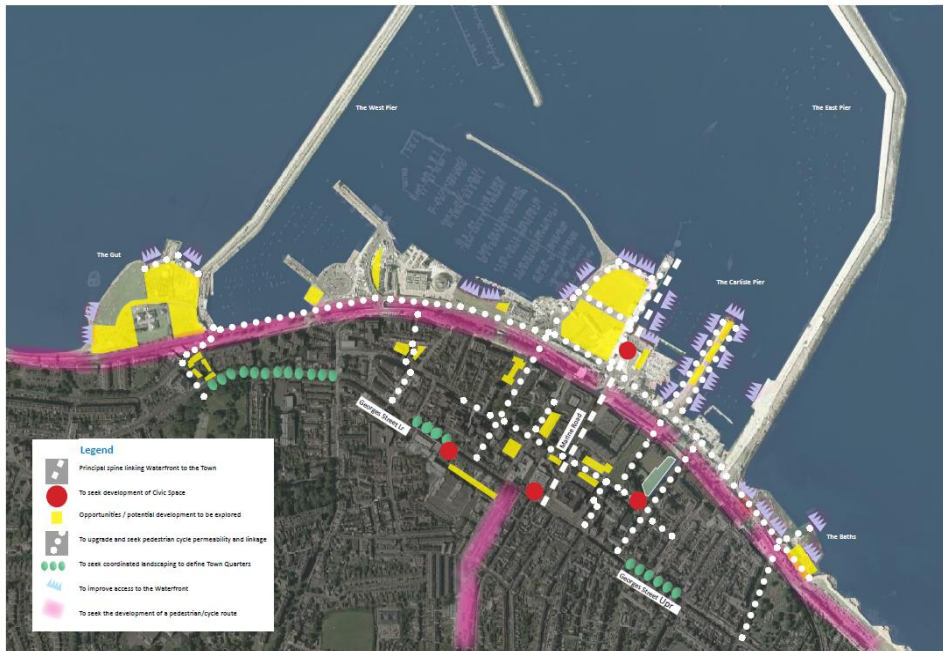 The West Pier
The East Pier
The Gut
The Carlisle Pier
Georges Street Lr
Marine Road
Legend
Principal spine linking Waterfront to the Town
To seek development of Civic Space
Opportunities / potential development to be explored
To upgrade and seek pedestrian cycle permeability and linkage
To seek coordinated landscaping to define Town Quarters
To improve access to the Waterfront
To seek the development of a pedestrian/cycle route
The Baths
Georges Street Upr